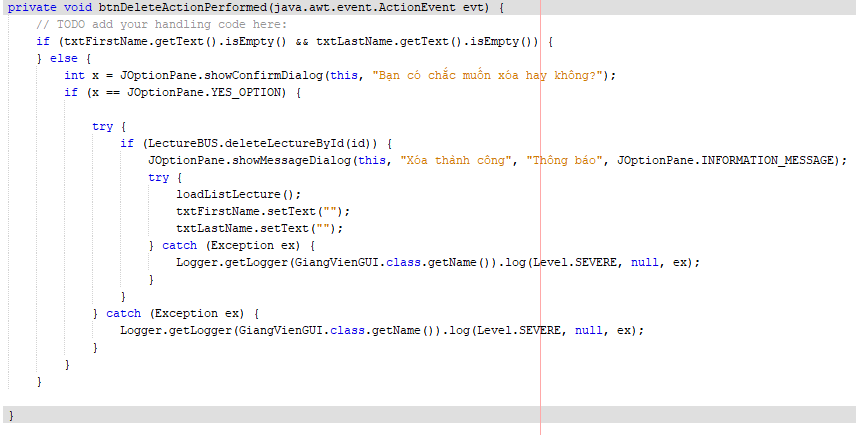 private void btnDeleteActionPerformed(java.awt.event.ActionEvent evt) {
    // TODO add your handling code here:
    if (txtFirstName.getText().isEmpty() && txtLastName.getText().isEmpty()) {
    } else {
        int x = JOptionPane.showConfirmDialog(this, "Bạn có chắc muốn xóa hay không?");
        if (x == JOptionPane.YES_OPTION) {

            try {
                if (LectureBUS.deleteLectureById(id)) {
                    JOptionPane.showMessageDialog(this, "Xóa thành công", "Thông báo", JOptionPane.INFORMATION_MESSAGE);
                    try {
                        loadListLecture();
                        txtFirstName.setText("");
                        txtLastName.setText("");
                    } catch (Exception ex) {
                        Logger.getLogger(GiangVienGUI.class.getName()).log(Level.SEVERE, null, ex);
                    }
                }
            } catch (Exception ex) {
                Logger.getLogger(GiangVienGUI.class.getName()).log(Level.SEVERE, null, ex);
            }
        }
    }

}